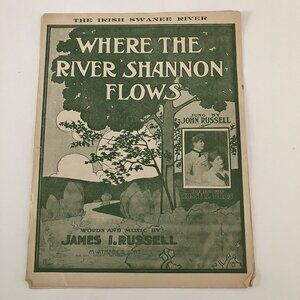 THE IRISH SWANEE RIVER
WHERE THE
RIVER SHANNON
FLOWS
SUNG BY
JOHN RUSSELL
WORDS AND MUSIC BY
JAMES I. RUSSELL